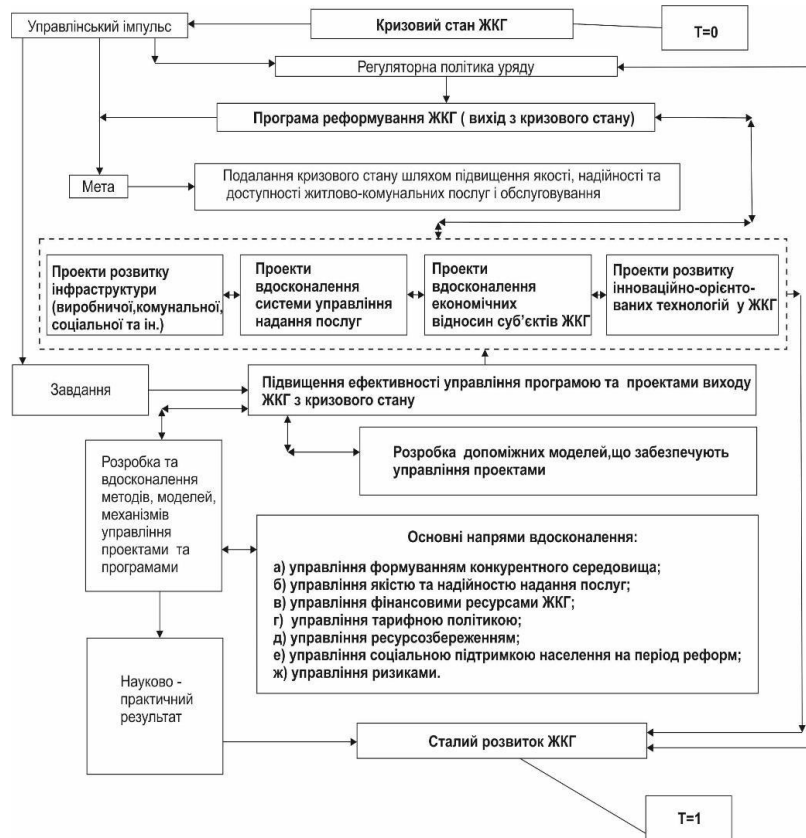 Управлінський імпульс
Кризовий стан ЖКГ
T=0
Регуляторна політика уряду
Програма реформування ЖКГ ( вихід з кризового стану)
Мета
Подалання кризового стану шляхом підвищення якості, надійності та
доступності житлово-комунальних послуг і обслуговування
Проекти розвитку
інфраструктури
(виробничої,комунальної,
соціальної та ін.)
Проекти
вдосконалення
системи управління
надання послуг
Проекти
вдосконалення
економічних
відносин суб’єктів ЖКГ
Проекти розвитку
інноваційно-орієнто-
ваних технологій у ЖКГ
Завдання
Підвищення ефективності управління програмою та проектами виходу
ЖКГ з кризового стану
Розробка допоміжних моделей,що забезпечують
управління проектами
Розробка та
вдосконалення
методів, моделей,
механізмів
управління
проектами та
програмами
Основні напрями вдосконалення:
а) управління формуванням конкурентного середовища;
б) управління якістю та надійностю надання послуг;
в) управління фінансовими ресурсами ЖКГ;
г) управління тарифною політикою;
д) управління ресурсозбереженням;
е) управління соціальною підтримкою населення на період реформ;
ж) управління ризиками.
Науково -
практичний
результат
Сталий розвиток ЖКГ
T=1